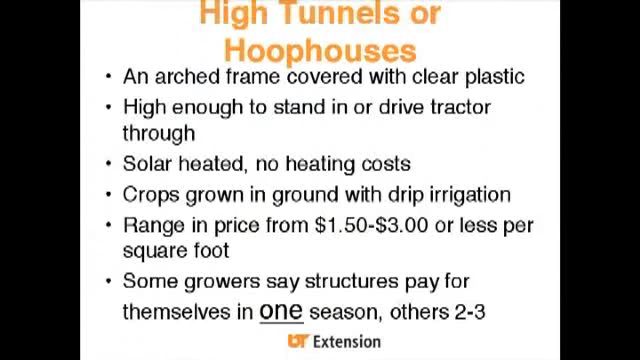 High Tunnels or
Hoophouses
• An arched frame covered with clear plastic
• High enough to stand in or drive tractor
through
• Solar heated, no heating costs
• Crops grown in ground with drip irrigation
• Range in price from $1.50-$3.00 or less per
square foot
• Some growers say structures pay for
themselves in one season, others 2-3
UT Extension